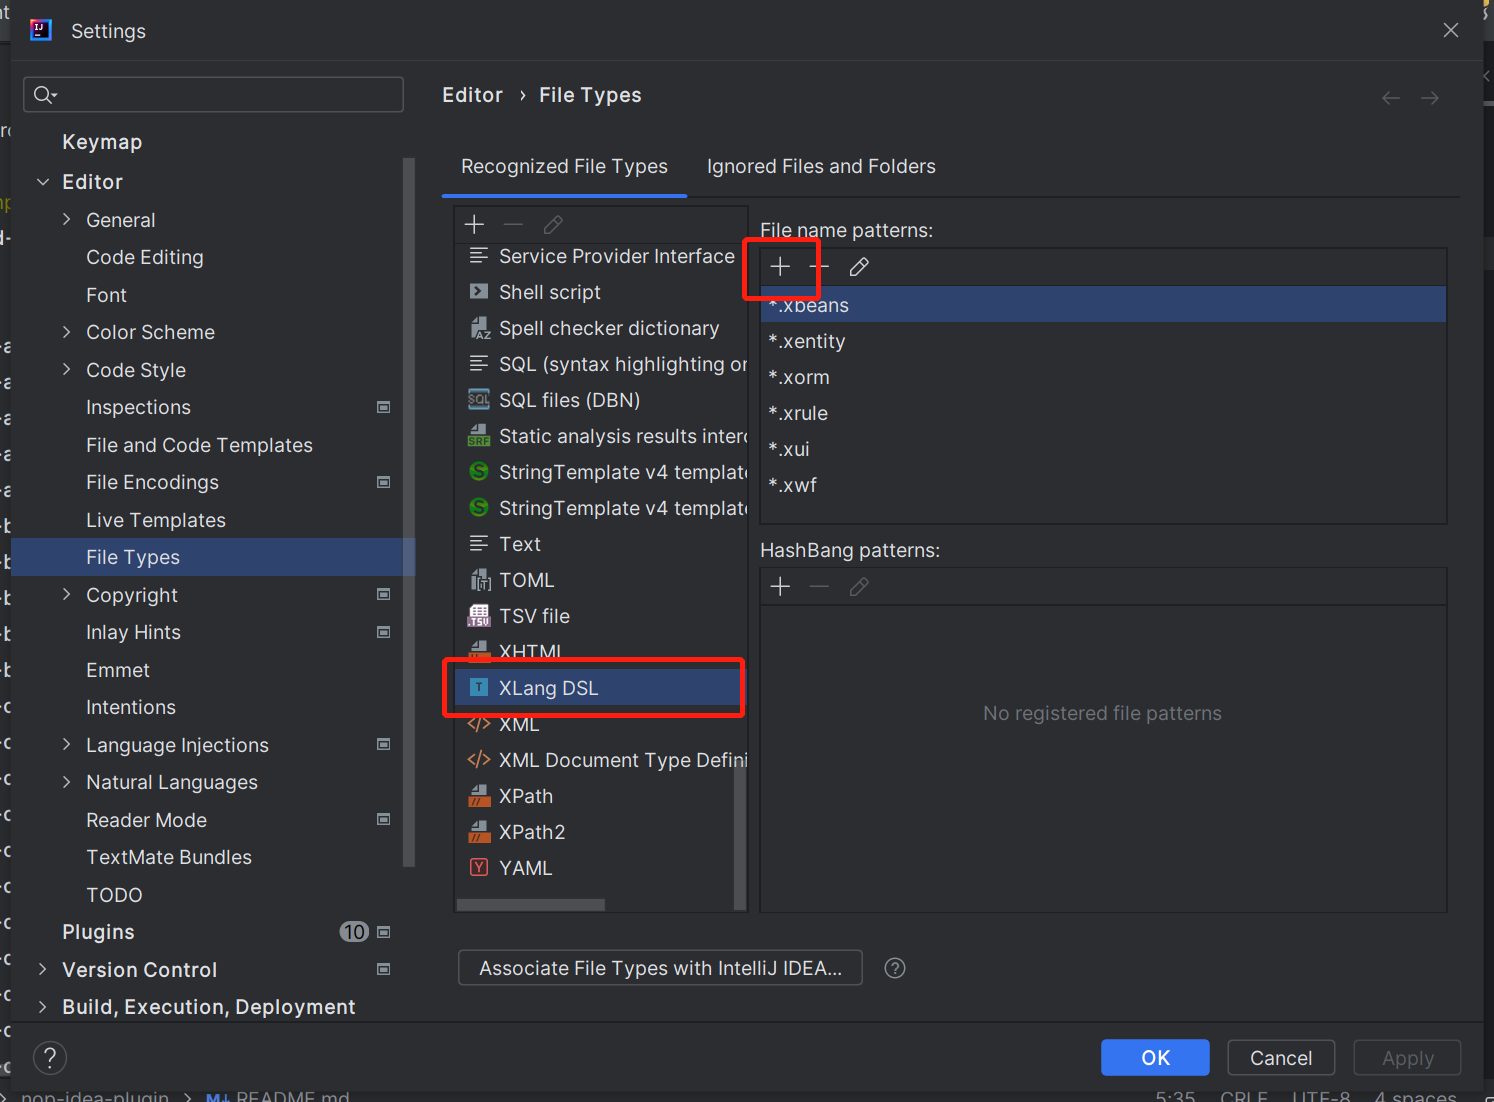 Settings
Editor › File Types
Keymap
Editor
General
Code Editing
Font
Color Scheme
Code Style
Inspections
File and Code Templates
File Encodings
Live Templates
File Types
Copyright
Inlay Hints
Emmet
Intentions
Language Injections
Natural Languages
Reader Mode
TextMate Bundles
TODO
Plugins 10
Version Control
Build, Execution, Deployment
Recognized File Types
Ignored Files and Folders
Service Provider Interface
Shell script
Spell checker dictionary
SQL (syntax highlighting or
SQL files (DBN)
Static analysis results interc
StringTemplate v4 template
StringTemplate v4 template
Text
TOML
TSV file
XHTML
XLang DSL
XML
XML Document Type Defini
XPath
XPath2
YAML
File name patterns:
*.xbeans
*.xentity
*.xorm
*.xrule
*.xui
*.xwf
HashBang patterns:
No registered file patterns
Associate File Types with IntelliJ IDEA...
OK
Cancel
Apply
nop-idea-plugin › M↓ README.md
5:35 CRLF UTF-8 4 spaces